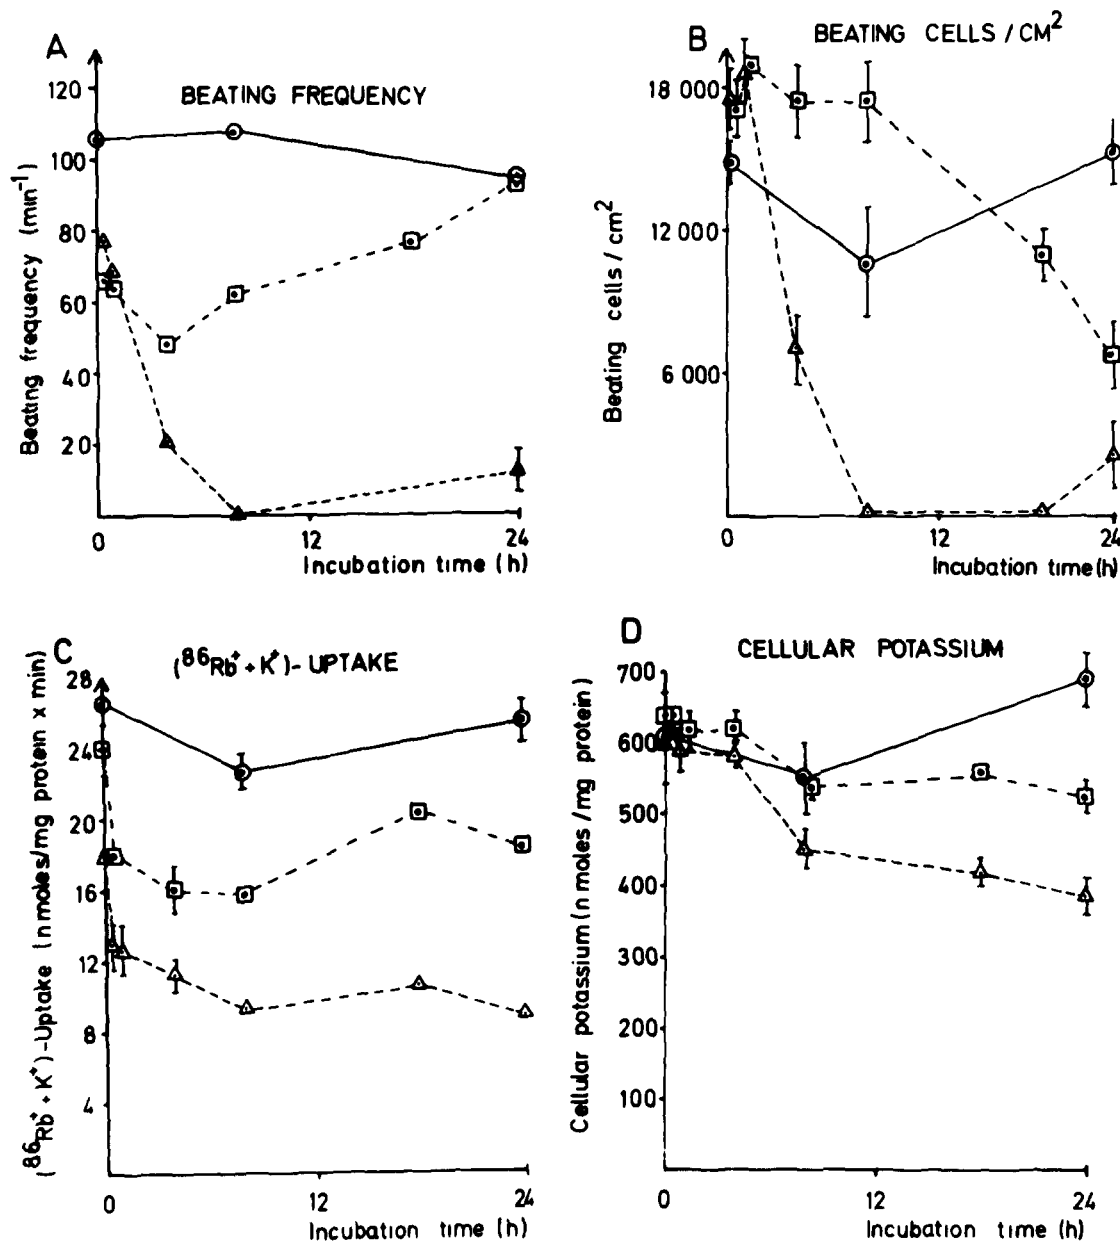 A
BEATING FREQUENCY
Beating frequency (min-1)
120
100
80
60
40
20
0
12
24
Incubation time (h)
B
BEATING CELLS / CM2
Beating cells / cm2
18 000
12 000
6 000
0
12
24
Incubation time (h)
C
(86Rb+ + K+) - UPTAKE
(86Rb+ + K+) - Uptake (nmoles/mg protein x min)
28
24
20
16
12
8
4
0
12
24
Incubation time (h)
D
CELLULAR POTASSIUM
Cellular potassium (n moles /mg protein)
700
600
500
400
300
200
100
0
12
24
Incubation time (h)